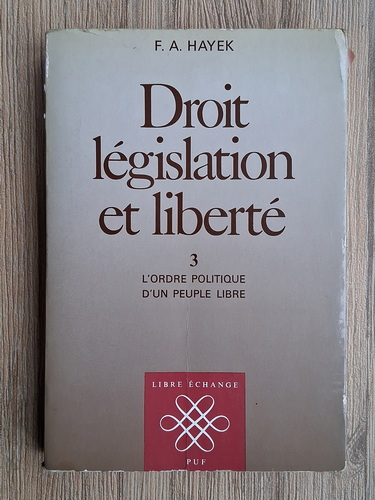 F. A. HAYEK
Droit
législation
et liberté
3
L'ORDRE POLITIQUE
D'UN PEUPLE LIBRE
LIBRE ÉCHANGE
PUF